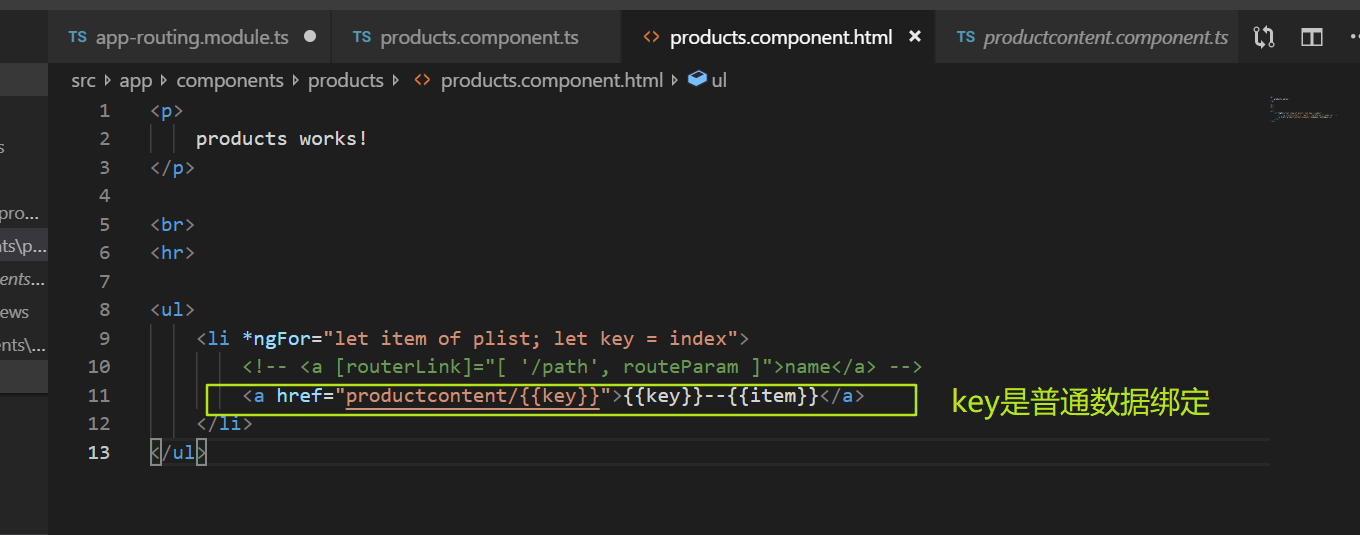 TS app-routing.module.ts
TS products.component.ts
<> products.component.html ×
TS productcontent.component.ts
src app components products <> products.component.html ul
s
pro...
nts\p...
ents...
ews
nts\...
1 <p>
2 products works!
3 </p>
4
5 <br>
6 <hr>
7
8 <ul>
9 <li *ngFor="let item of plist; let key = index">
10 <!-- <a [routerLink]="[ '/path', routeParam ]">name</a> -->
11 <a href="productcontent/{{key}}">{{key}}--{{item}}</a>
key是普通数据绑定
12 </li>
13 </ul>